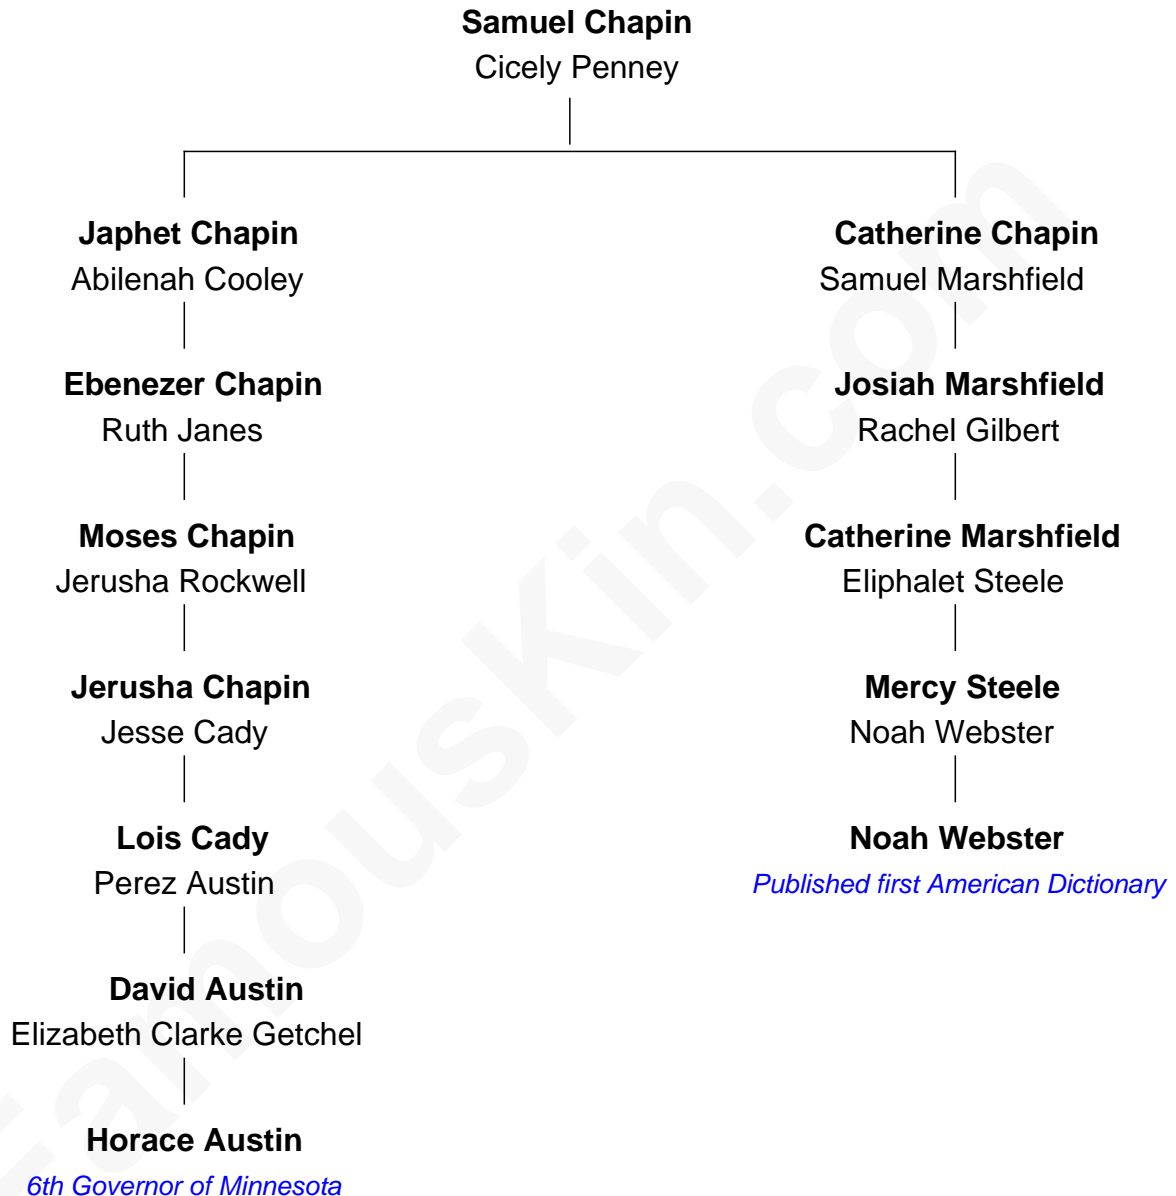 Samuel Chapin
Cicely Penney
Japhet Chapin
Abilenah Cooley
Catherine Chapin
Samuel Marshfield
Ebenezer Chapin
Ruth Janes
Josiah Marshfield
Rachel Gilbert
Moses Chapin
Jerusha Rockwell
Catherine Marshfield
Eliphalet Steele
Jerusha Chapin
Jesse Cady
Mercy Steele
Noah Webster
Lois Cady
Perez Austin
Noah Webster
Published first American Dictionary
David Austin
Elizabeth Clarke Getchel
Horace Austin
6th Governor of Minnesota
FamousKin.com